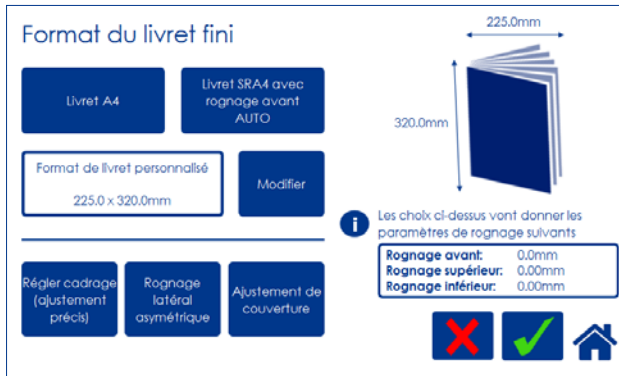 Format du livret fini
Livret A4
Livret SRA4 avec
rognage avant
AUTO
Format de livret personnalisé
225.0 x 320.0mm
Modifier
Régler cadrage
(ajustement
précis)
Rognage
latéral
asymétrique
Ajustement de
couverture
225.0mm
320.0mm
i
Les choix ci-dessus vont donner les
paramètres de rognage suivants
Rognage avant: 0.0mm
Rognage supérieur: 0.00mm
Rognage inférieur: 0.00mm